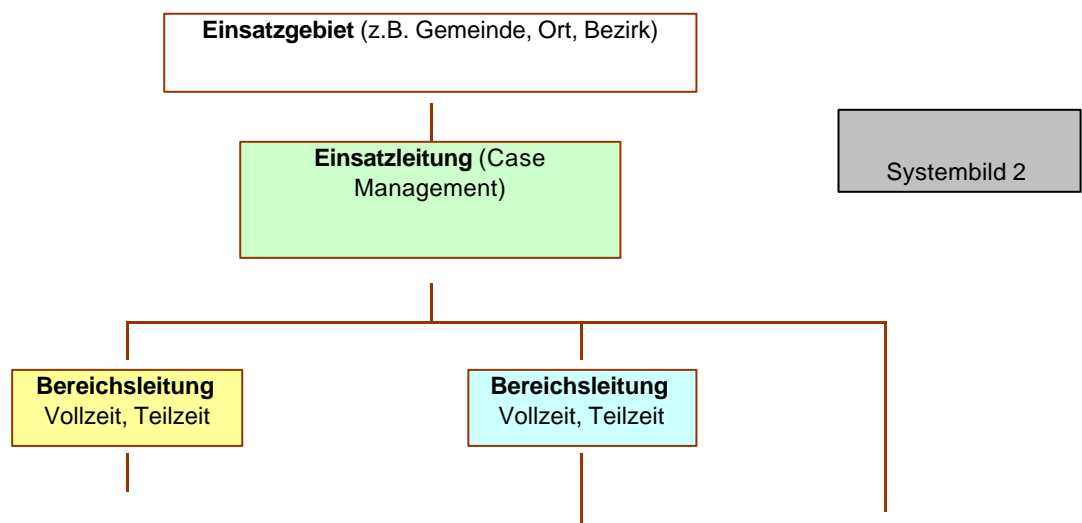 Einsatzgebiet (z.B. Gemeinde, Ort, Bezirk)
Einsatzleitung (Case
Management)
Systembild 2
Bereichsleitung
Vollzeit, Teilzeit
Bereichsleitung
Vollzeit, Teilzeit